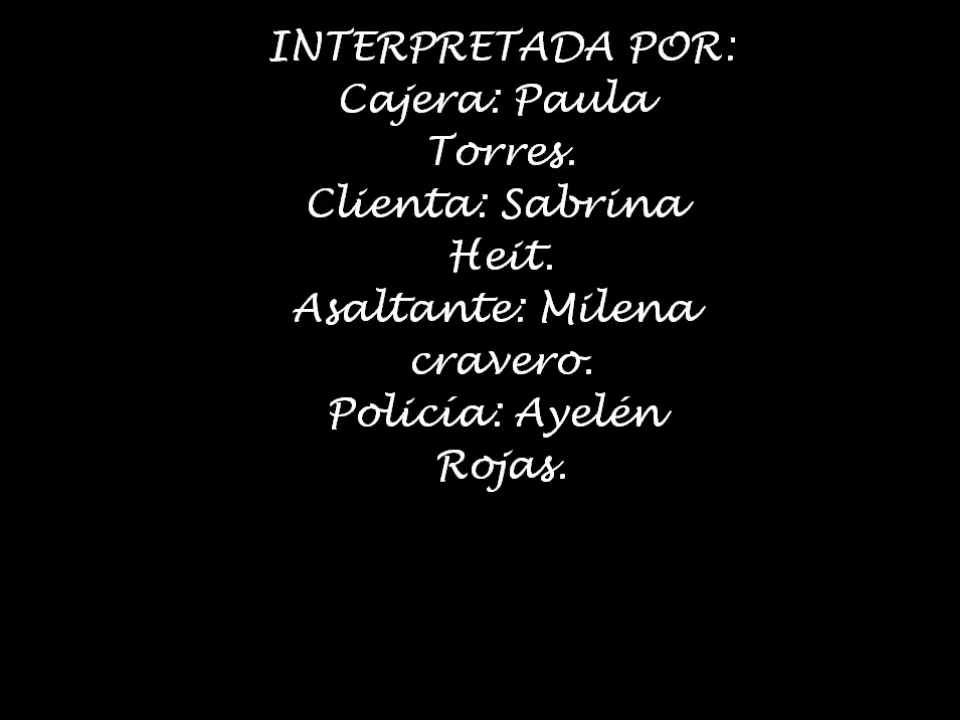 INTERPRETADA POR:
Cajera: Paula
Torres.
Clienta: Sabrina
Heit.
Asaltante: Milena
cravero.
Policía: Ayelén
Rojas.